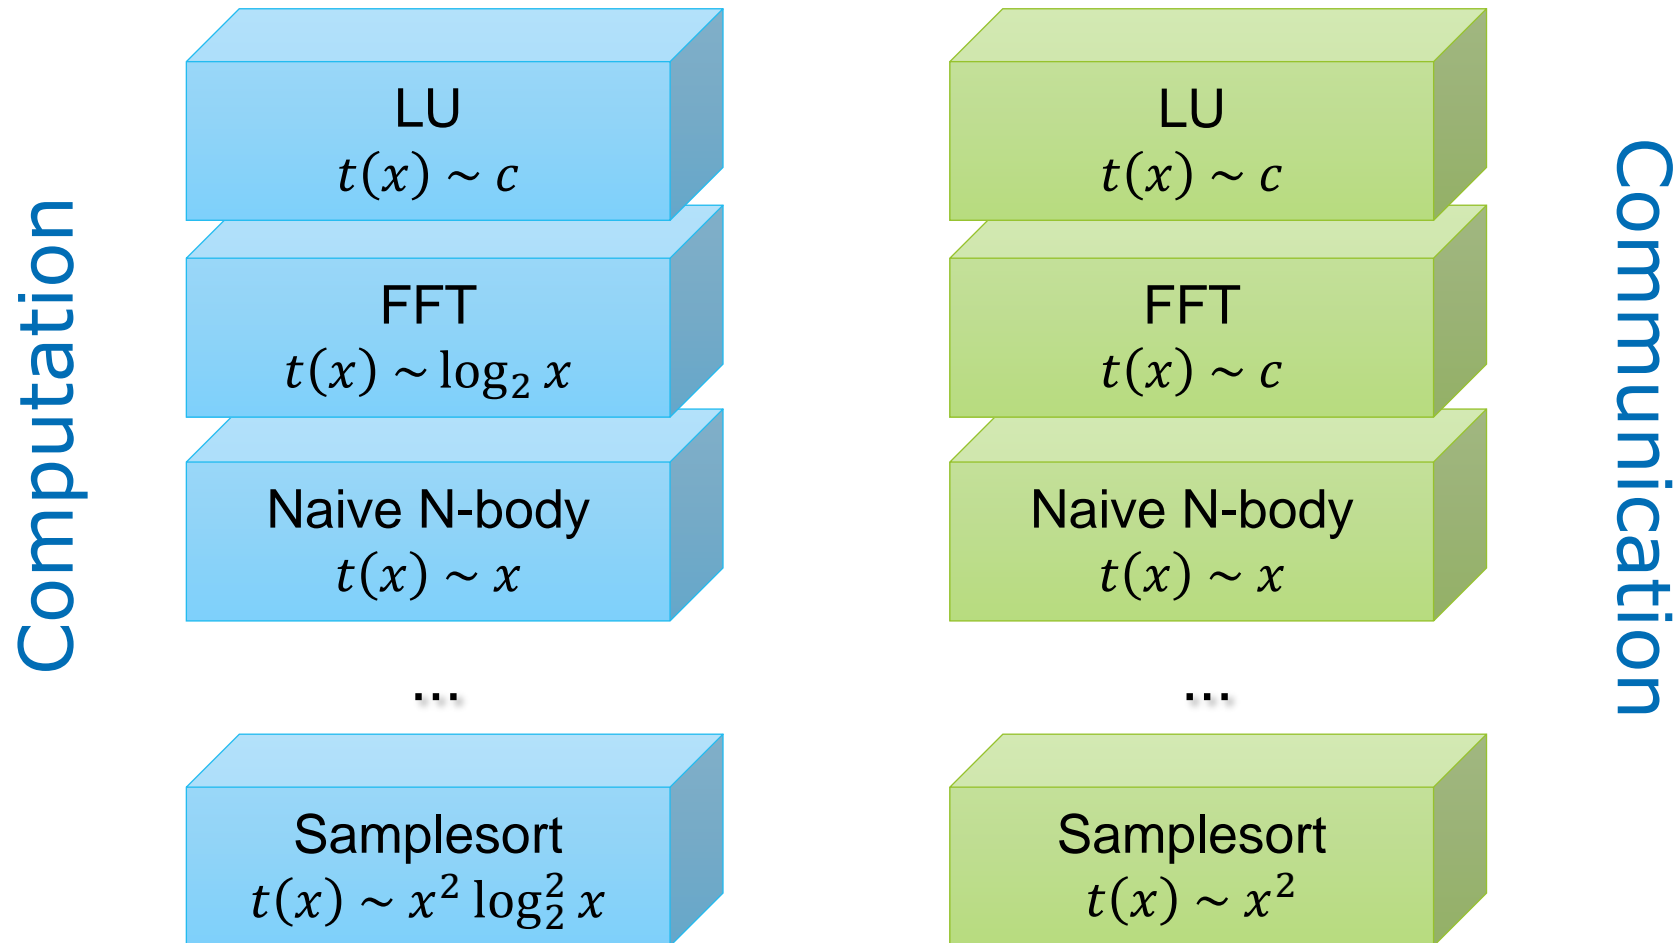 Computation
LU
t(x) ~ c
FFT
t(x) ~ log₂ x
Naive N-body
t(x) ~ x
...
Samplesort
t(x) ~ x² log₂² x
LU
t(x) ~ c
FFT
t(x) ~ c
Naive N-body
t(x) ~ x
...
Samplesort
t(x) ~ x²
Communication